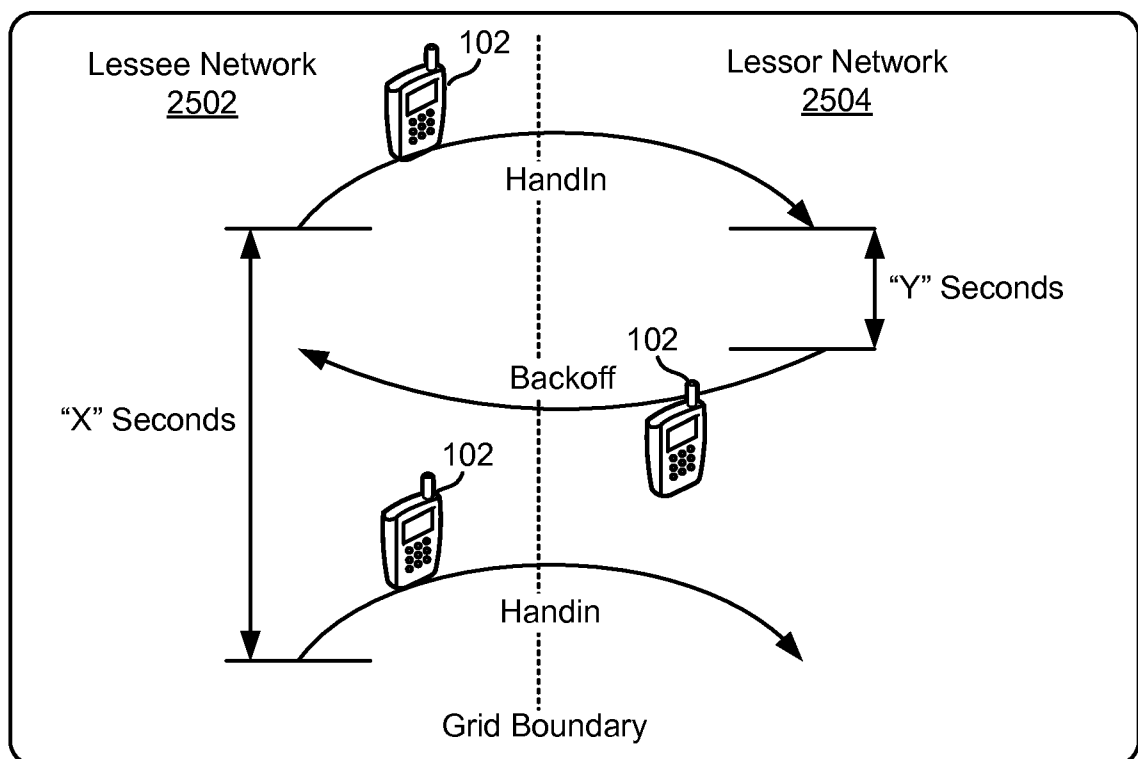 Lessee Network
2502
102
Lessor Network
2504
HandIn
“Y” Seconds
102
Backoff
“X” Seconds
102
Handin
Grid Boundary